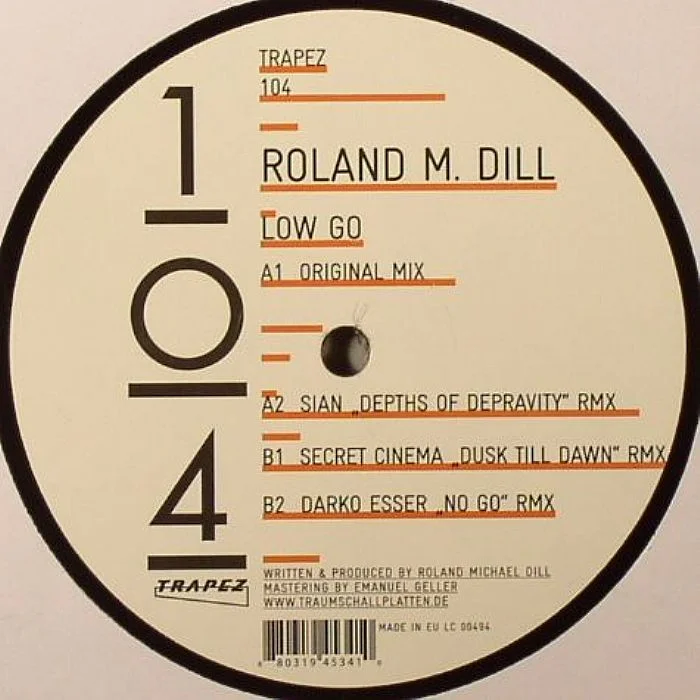 TRAPEZ
104
1
0
4
ROLAND M. DILL
LOW GO
A1 ORIGINAL MIX
A2 SIAN „DEPTHS OF DEPRAVITY" RMX
B1 SECRET CINEMA „DUSK TILL DAWN" RMX
B2 DARKO ESSER „NO GO" RMX
TRAPEZ
WRITTEN & PRODUCED BY ROLAND MICHAEL DILL
MASTERING BY EMANUEL GELLER
WWW.TRAUMSCHALLPLATTEN.DE
MADE IN EU LC 00494
8 80319 45341 0